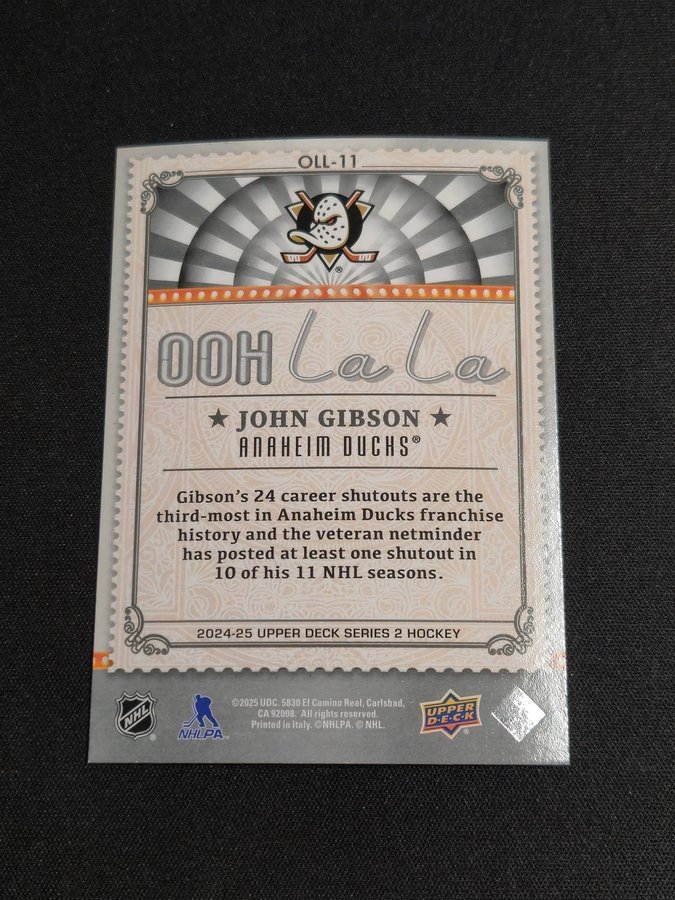 OLL-11
®
OOH La La
★ JOHN GIBSON ★
ANAHEIM DUCKS®
Gibson's 24 career shutouts are the
third-most in Anaheim Ducks franchise
history and the veteran netminder
has posted at least one shutout in
10 of his 11 NHL seasons.
2024-25 UPPER DECK SERIES 2 HOCKEY
NHL ®
NHLPA™
©2025 UDC. 5830 El Camino Real, Carlsbad,
CA 92008. All rights reserved.
Printed in Italy. ©NHLPA. © NHL.
UPPER
DECK